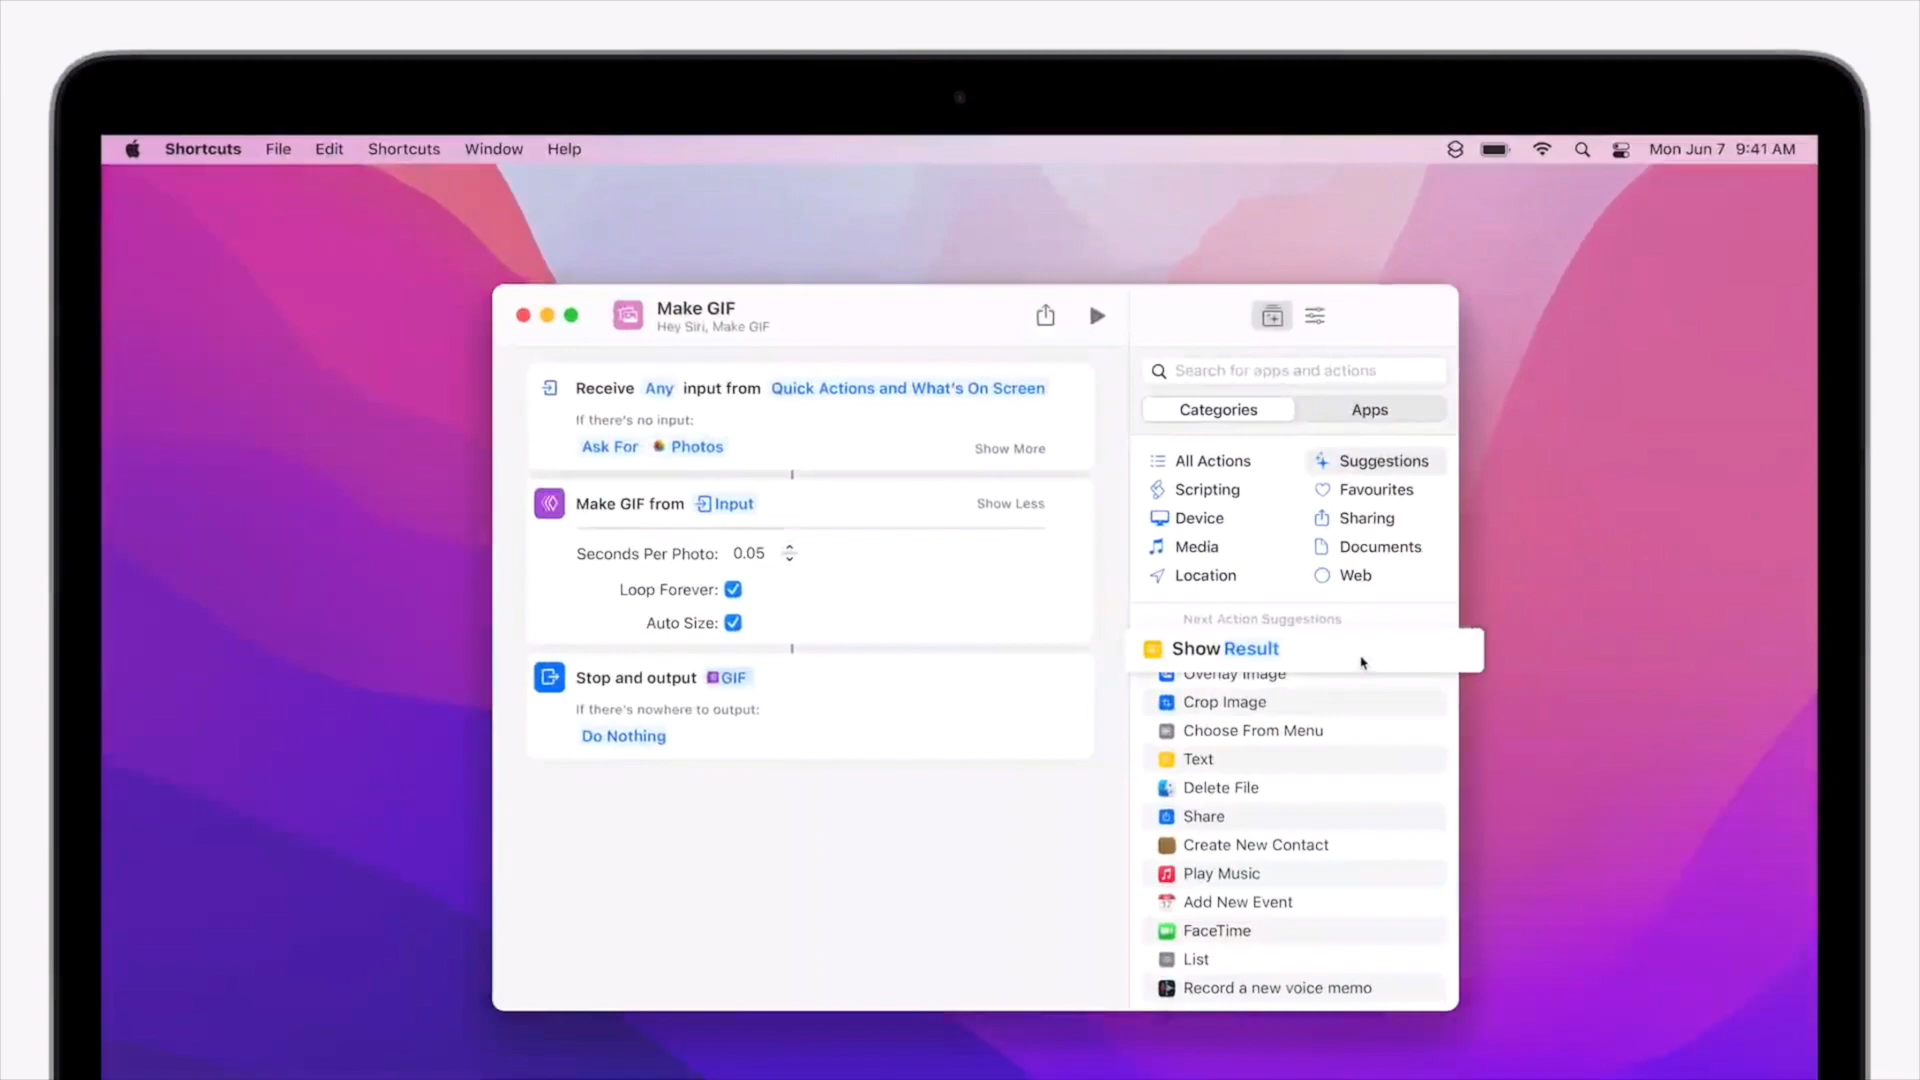 Shortcuts File Edit Shortcuts Window Help Mon Jun 7 9:41 AM
Make GIF
Hey Siri, Make GIF
Receive Any input from Quick Actions and What's On Screen
If there's no input:
Ask For Photos Show More
Make GIF from Input Show Less
Seconds Per Photo: 0.05
Loop Forever:
Auto Size:
Stop and output GIF
If there's nowhere to output:
Do Nothing
Search for apps and actions
Categories Apps
All Actions Suggestions
Scripting Favourites
Device Sharing
Media Documents
Location Web
Next Action Suggestions
Show Result
Overlay Image
Crop Image
Choose From Menu
Text
Delete File
Share
Create New Contact
Play Music
Add New Event
FaceTime
List
Record a new voice memo